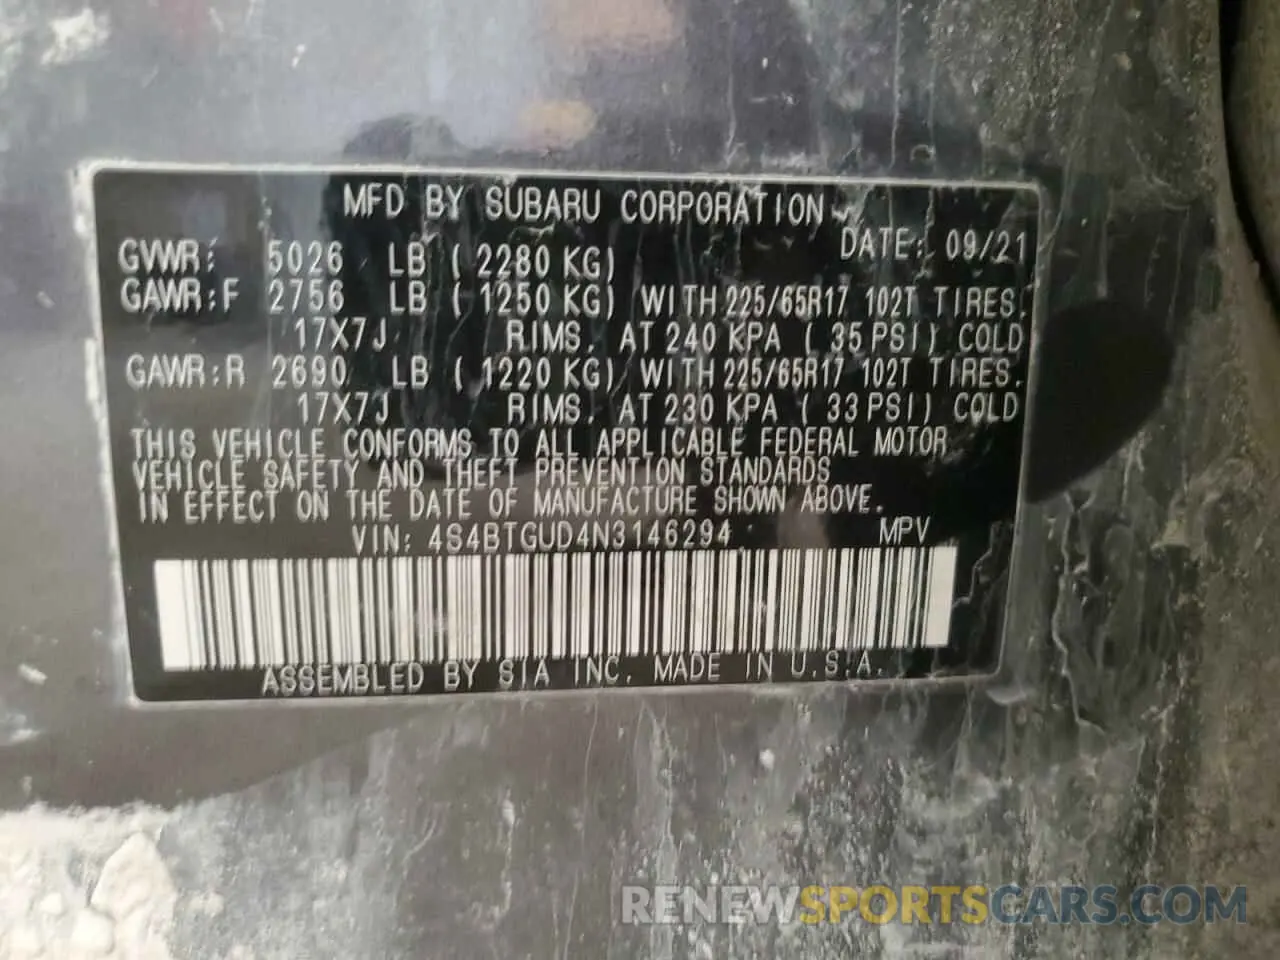 MFD BY SUBARU CORPORATION
DATE: 09/21
GVWR: 5026 LB ( 2280 KG)
GAWR:F 2756 LB ( 1250 KG) WITH 225/65R17 102T TIRES.
17X7J RIMS. AT 240 KPA ( 35 PSI) COLD
GAWR:R 2690 LB ( 1220 KG) WITH 225/65R17 102T TIRES.
17X7J RIMS. AT 230 KPA ( 33 PSI) COLD
THIS VEHICLE CONFORMS TO ALL APPLICABLE FEDERAL MOTOR
VEHICLE SAFETY AND THEFT PREVENTION STANDARDS
IN EFFECT ON THE DATE OF MANUFACTURE SHOWN ABOVE.
VIN: 4S4BTGUD4N3146294 MPV
ASSEMBLED BY SIA INC. MADE IN U.S.A.
RENEWSPORTSCARS.COM